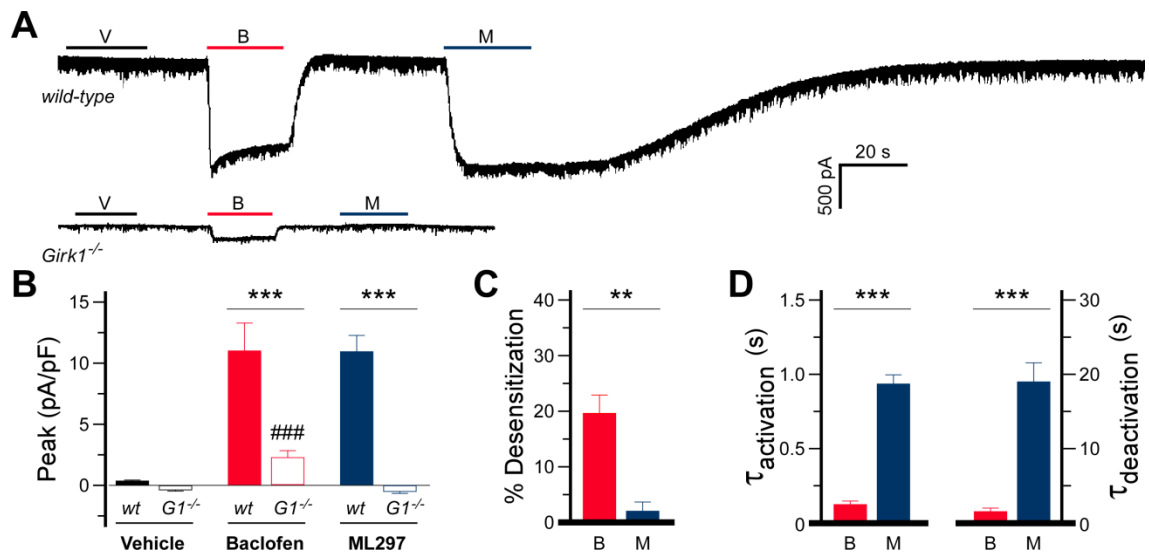 A
V B M
wild-type
20 s
500 pA
V B M
Girk1-/-
B
Peak (pA/pF)
15
10
5
0
***
***
###
wt G1-/- wt G1-/- wt G1-/-
Vehicle Baclofen ML297
C
% Desensitization
40
30
20
10
0
**
B M
D
τactivation (s)
1.5
1.0
0.5
0
***
***
B M B M
30
20
10
0
τdeactivation (s)